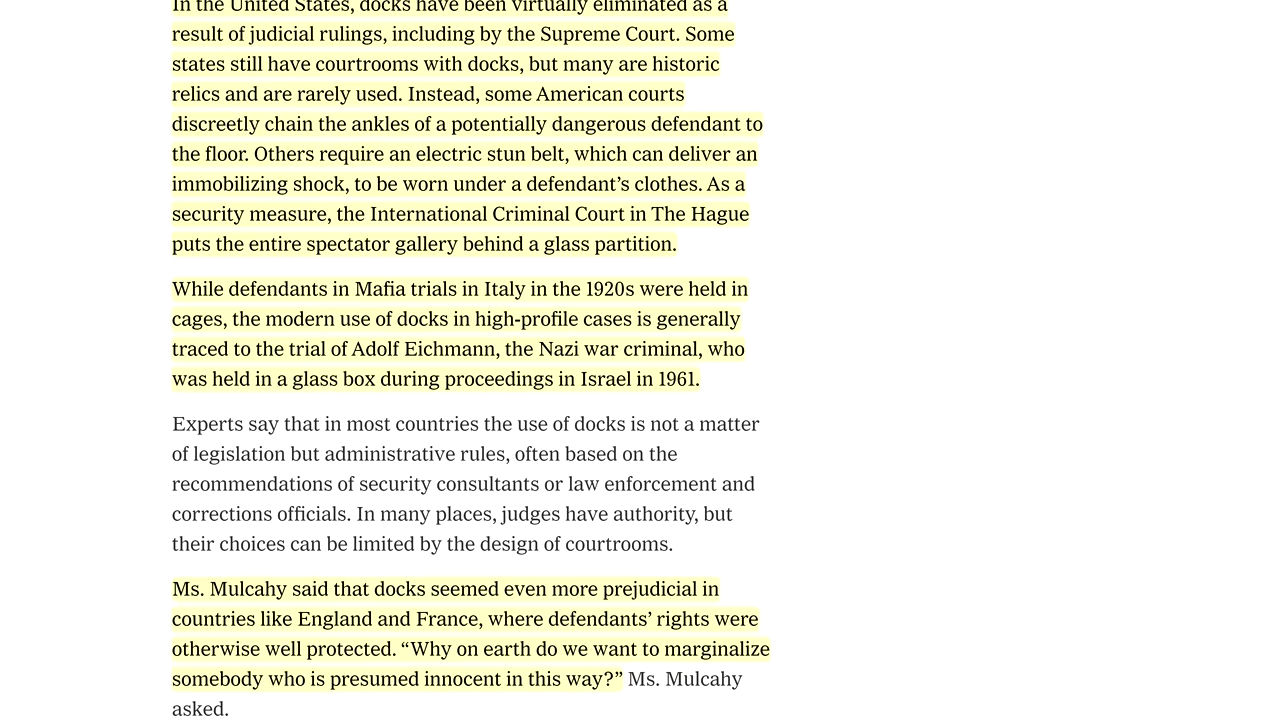 In the United States, docks have been virtually eliminated as a
result of judicial rulings, including by the Supreme Court. Some
states still have courtrooms with docks, but many are historic
relics and are rarely used. Instead, some American courts
discreetly chain the ankles of a potentially dangerous defendant to
the floor. Others require an electric stun belt, which can deliver an
immobilizing shock, to be worn under a defendant’s clothes. As a
security measure, the International Criminal Court in The Hague
puts the entire spectator gallery behind a glass partition.
While defendants in Mafia trials in Italy in the 1920s were held in
cages, the modern use of docks in high-profile cases is generally
traced to the trial of Adolf Eichmann, the Nazi war criminal, who
was held in a glass box during proceedings in Israel in 1961.
Experts say that in most countries the use of docks is not a matter
of legislation but administrative rules, often based on the
recommendations of security consultants or law enforcement and
corrections officials. In many places, judges have authority, but
their choices can be limited by the design of courtrooms.
Ms. Mulcahy said that docks seemed even more prejudicial in
countries like England and France, where defendants’ rights were
otherwise well protected. “Why on earth do we want to marginalize
somebody who is presumed innocent in this way?” Ms. Mulcahy
asked.